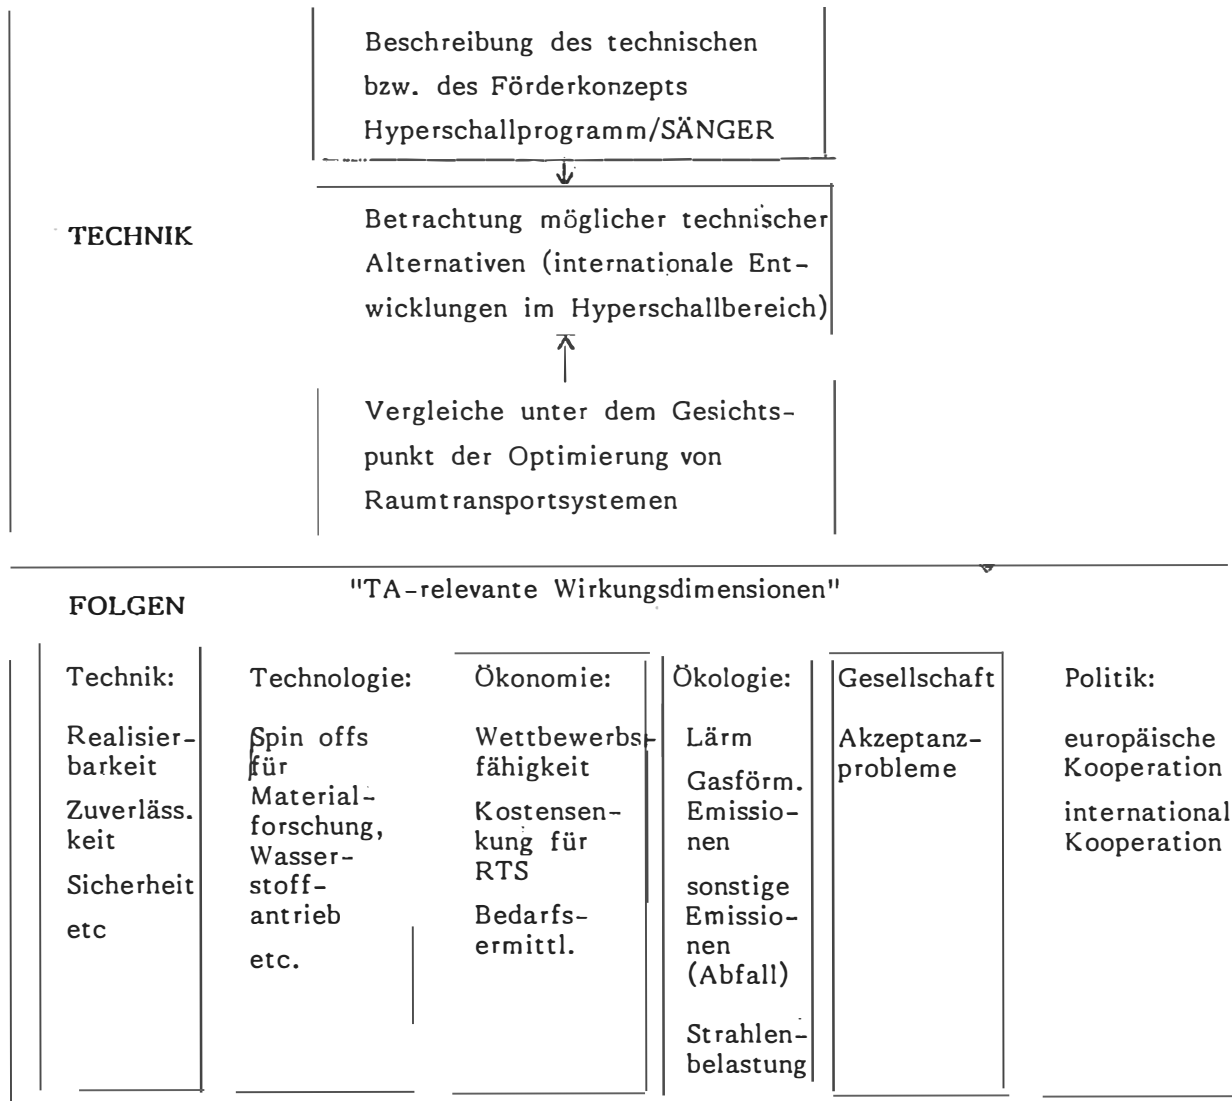 Beschreibung des technischen
bzw. des Förderkonzepts
Hyperschallprogramm/SÄNGER
TECHNIK
Betrachtung möglicher technischer
Alternativen (internationale Ent-
wicklungen im Hyperschallbereich)
Vergleiche unter dem Gesichts-
punkt der Optimierung von
Raumtransportsystemen
"TA-relevante Wirkungsdimensionen"
FOLGEN
Technik:
Realisier-
barkeit
Zuverläss.
keit
Sicherheit
etc
Technologie:
Spin offs
für
Material-
forschung,
Wasser-
stoff-
antrieb
etc.
Ökonomie:
Wettbewerbs-
fähigkeit
Kostensen-
kung für
RTS
Bedarfs-
ermittl.
Ökologie:
Lärm
Gasförm.
Emissio-
nen
sonstige
Emissio-
nen
(Abfall)
Strahlen-
belastung
Gesellschaft
Akzeptanz-
probleme
Politik:
europäische
Kooperation
international
Kooperation